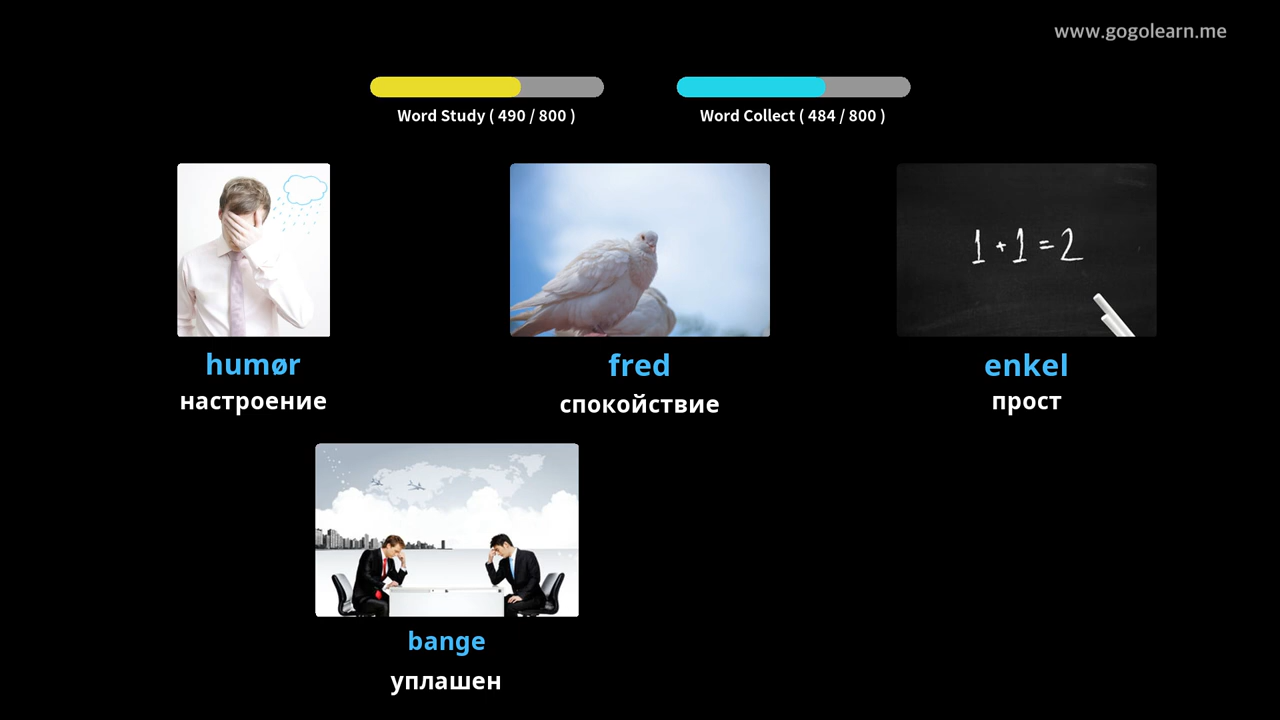 www.gogolearn.me
Word Study ( 490 / 800 )
Word Collect ( 484 / 800 )
1 + 1 = 2
humør
настроение
fred
спокойствие
enkel
прост
bange
уплашен